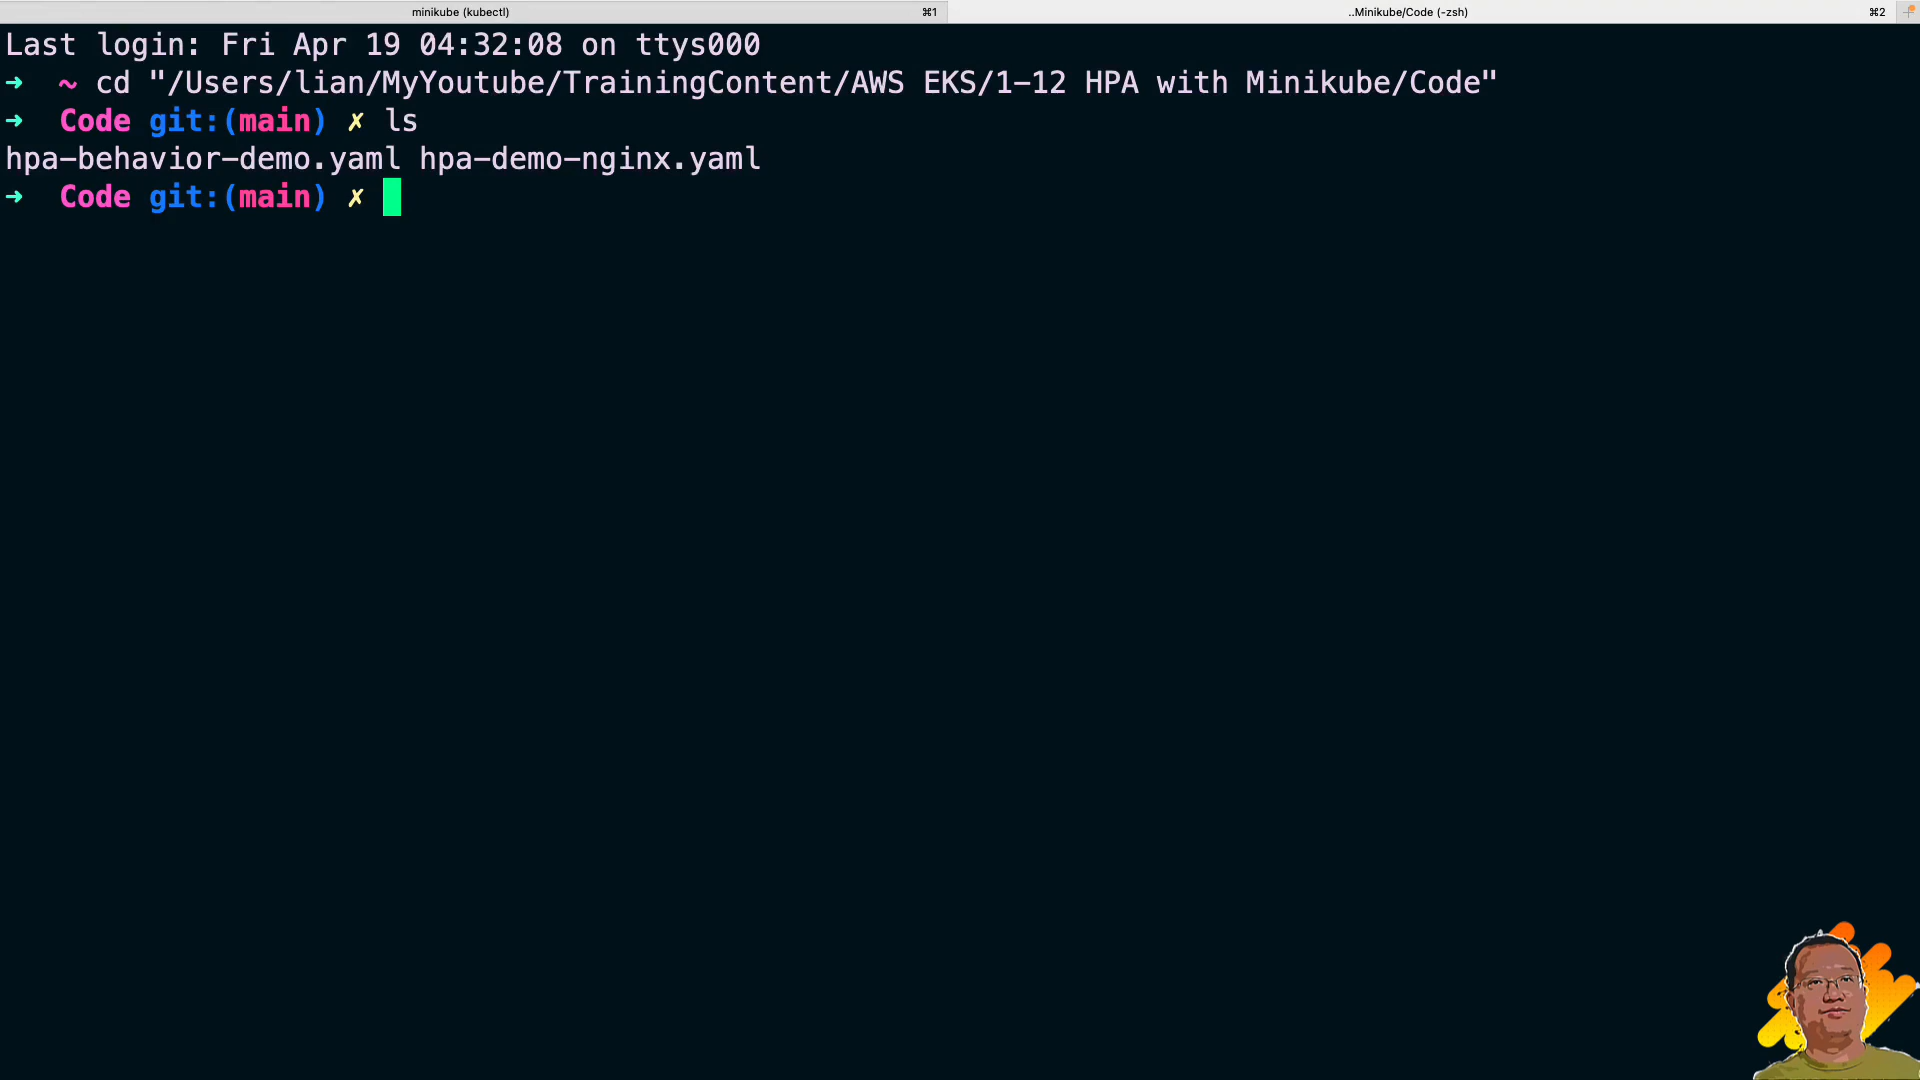 minikube (kubectl) ⌘1 ..Minikube/Code (-zsh) ⌘2
Last login: Fri Apr 19 04:32:08 on ttys000
➜  ~ cd "/Users/lian/MyYoutube/TrainingContent/AWS EKS/1-12 HPA with Minikube/Code"
➜  Code git:(main) ✗ ls
hpa-behavior-demo.yaml hpa-demo-nginx.yaml
➜  Code git:(main) ✗